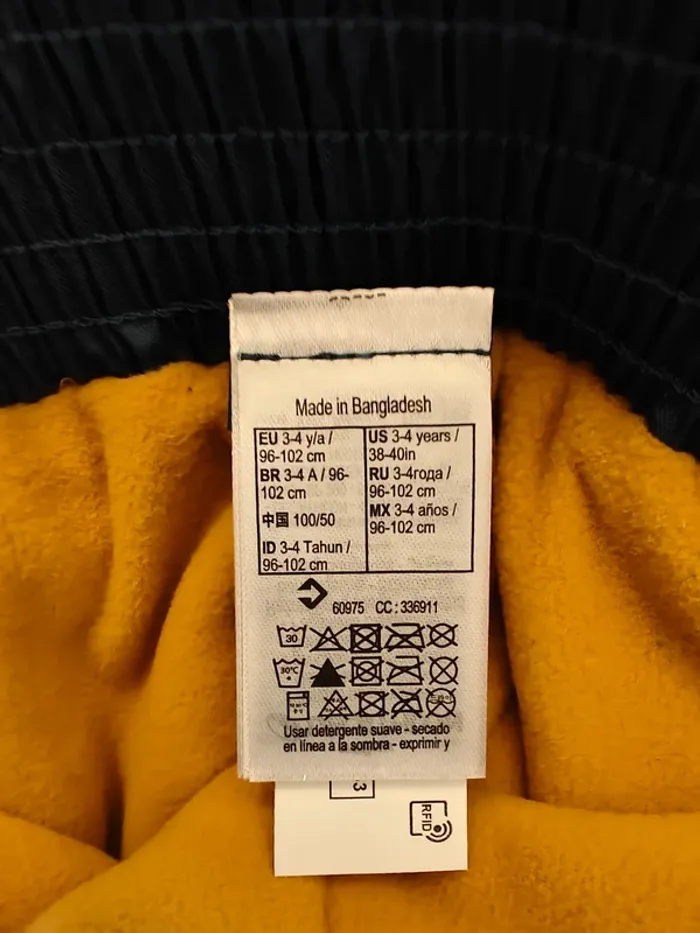 Made in Bangladesh
EU 3-4 y/a /
96-102 cm
BR 3-4 A / 96-
102 cm
中国 100/50
ID 3-4 Tahun /
96-102 cm
US 3-4 years /
38-40in
RU 3-4года /
96-102 cm
MX 3-4 años /
96-102 cm
60975 CC : 336911
30
30°C
Usar detergente suave - secado
en línea a la sombra - exprimir y
3
RFID